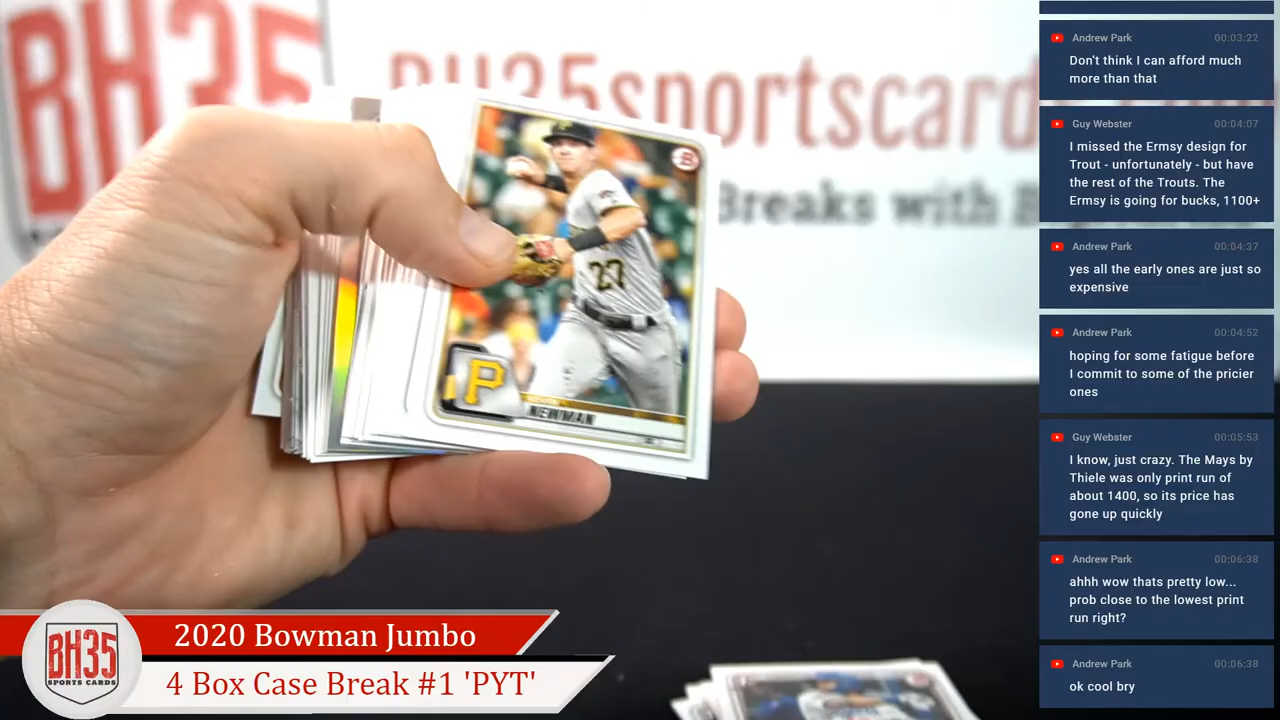 BH35
BH35sportscard
Breaks with B
27
P
NEWMAN
Andrew Park 00:03:22
Don't think I can afford much
more than that
Guy Webster 00:04:07
I missed the Ermsy design for
Trout - unfortunately - but have
the rest of the Trouts. The
Ermsy is going for bucks, 1100+
Andrew Park 00:04:37
yes all the early ones are just so
expensive
Andrew Park 00:04:52
hoping for some fatigue before
I commit to some of the pricier
ones
Guy Webster 00:05:53
I know, just crazy. The Mays by
Thiele was only print run of
about 1400, so its price has
gone up quickly
Andrew Park 00:06:38
ahhh wow thats pretty low...
prob close to the lowest print
run right?
Andrew Park 00:06:38
ok cool bry
BH35
SPORTS CARDS
2020 Bowman Jumbo
4 Box Case Break #1 'PYT'